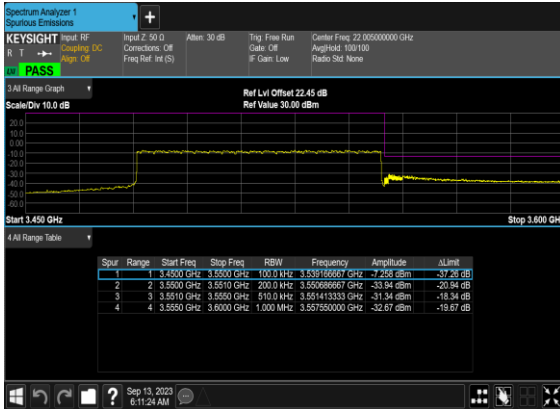 Spectrum Analyzer 1
Spurious Emissions
KEYSIGHT
R T
Input: RF
Coupling: DC
Align: Off
Input Z: 50 Ω
Corrections: Off
Freq Ref: Int (S)
Atten: 30 dB
Trig: Free Run
Gate: Off
IF Gain: Low
Center Freq: 22.005000000 GHz
Avg|Hold: 100/100
Radio Std: None
PASS
3 All Range Graph
Scale/Div 10.0 dB
Ref Lvl Offset 22.45 dB
Ref Value 30.00 dBm
20.0
10.0
0.00
-10.0
-20.0
-30.0
-40.0
-50.0
-60.0
Start 3.450 GHz
Stop 3.600 GHz
4 All Range Table
Spur Range Start Freq Stop Freq RBW Frequency Amplitude ΔLimit
1 1 3.4500 GHz 3.5500 GHz 100.0 kHz 3.539166667 GHz -7.258 dBm -37.26 dB
2 2 3.5500 GHz 3.5510 GHz 200.0 kHz 3.550686667 GHz -33.94 dBm -20.94 dB
3 3 3.5510 GHz 3.5550 GHz 510.0 kHz 3.551413333 GHz -31.34 dBm -18.34 dB
4 4 3.5550 GHz 3.6000 GHz 1.000 MHz 3.557550000 GHz -32.67 dBm -19.67 dB
Sep 13, 2023
6:11:24 AM